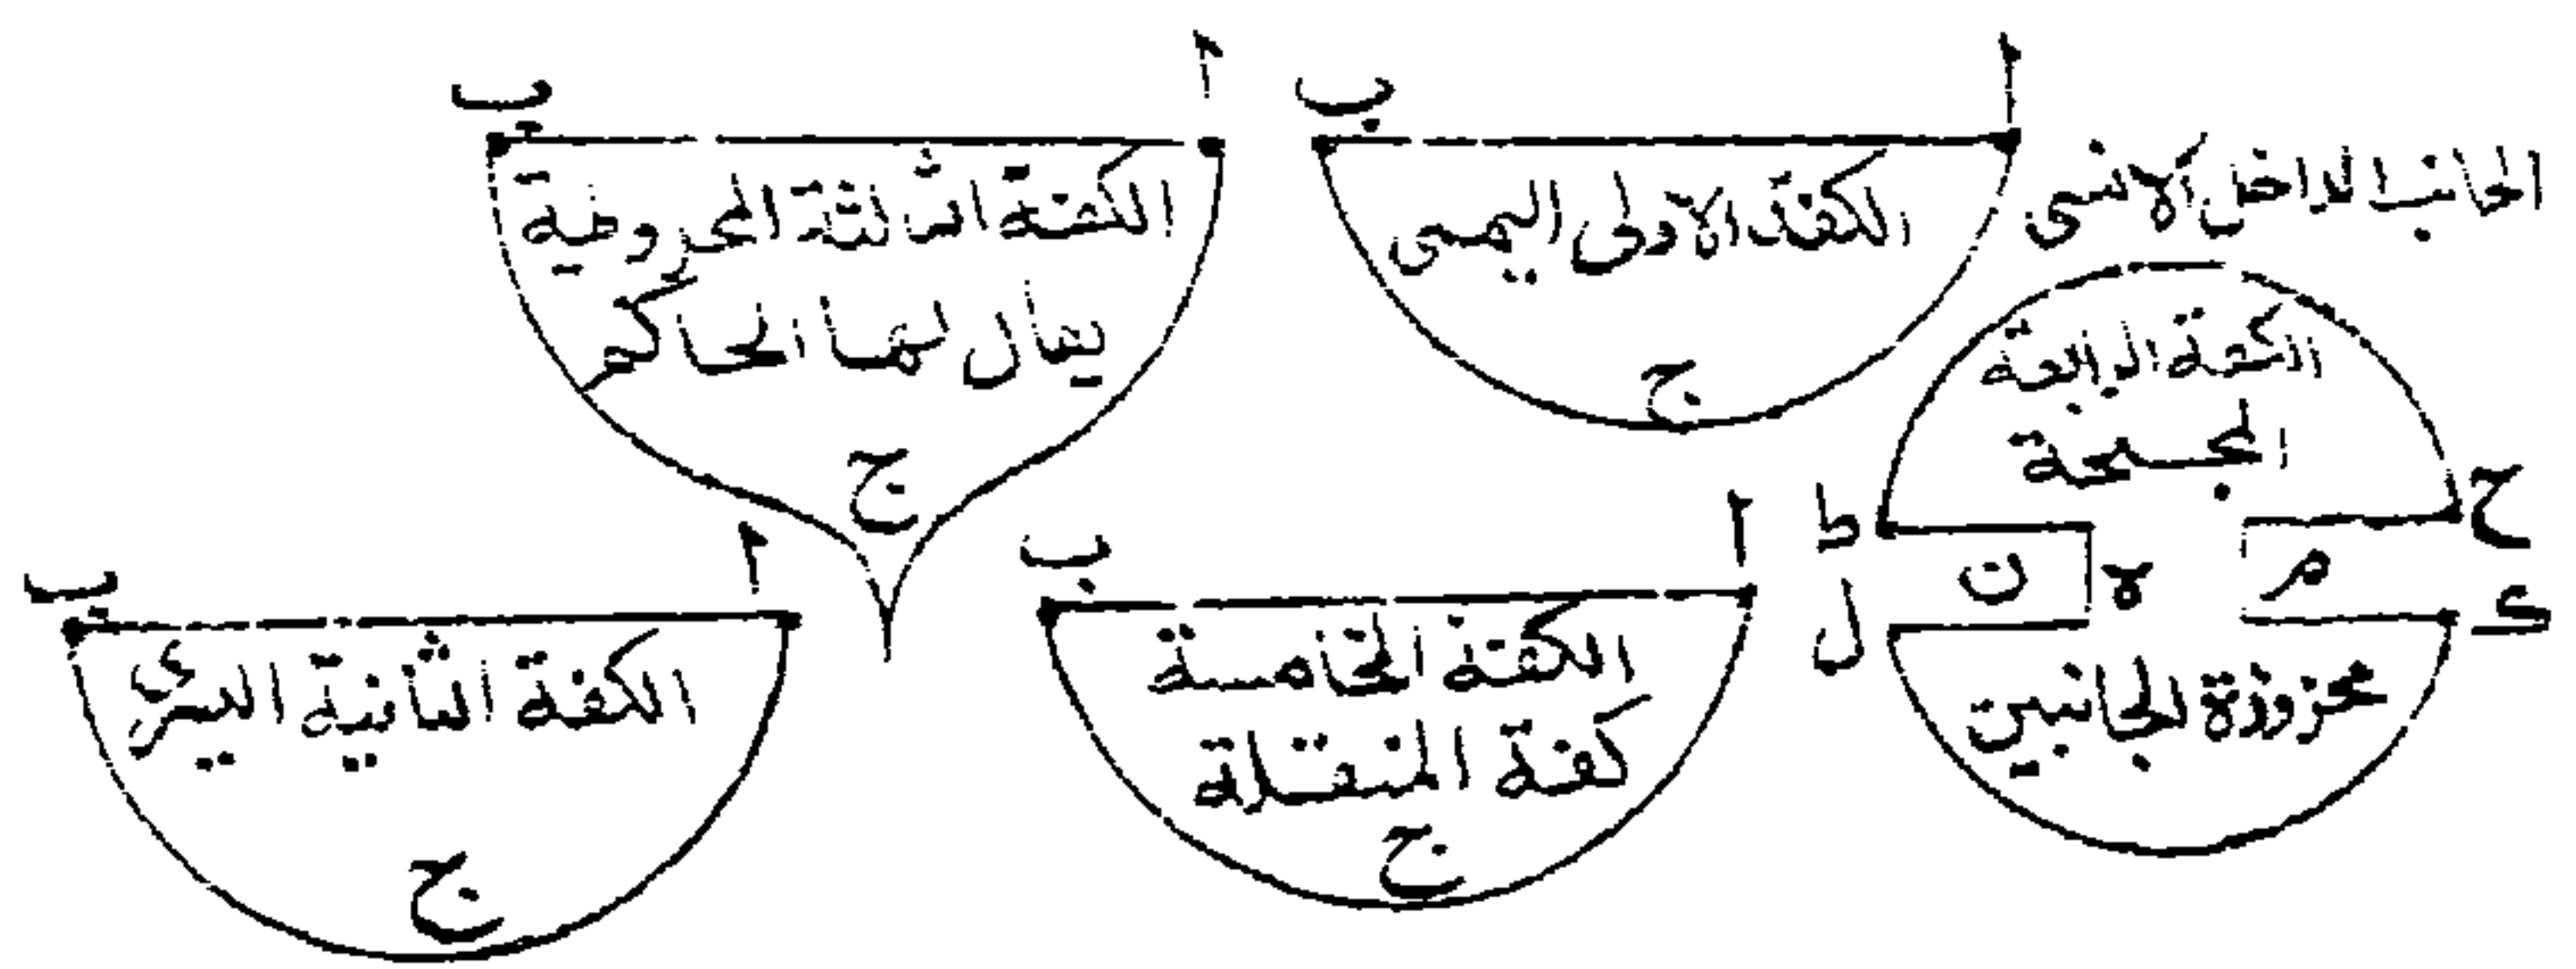 الجانب الداخل الانسى
ا
ب
الكفة الاولى اليمنى
ج
ا
ب
الكفة الثالثة المخروطية
يقال لها الحاكم
ج
الكفة الرابعة
المجنحة
ح
ط
م
ه
ن
ك
ل
محزوزة الجانبين
ا
ب
الكفة الخامسة
كفة المنقلة
ج
ا
ب
الكفة الثانية اليسرى
ج